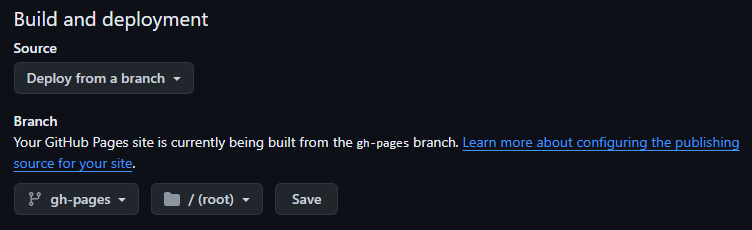 Build and deployment
Source
Deploy from a branch
Branch
Your GitHub Pages site is currently being built from the gh-pages branch. Learn more about configuring the publishing
source for your site.
gh-pages / (root) Save